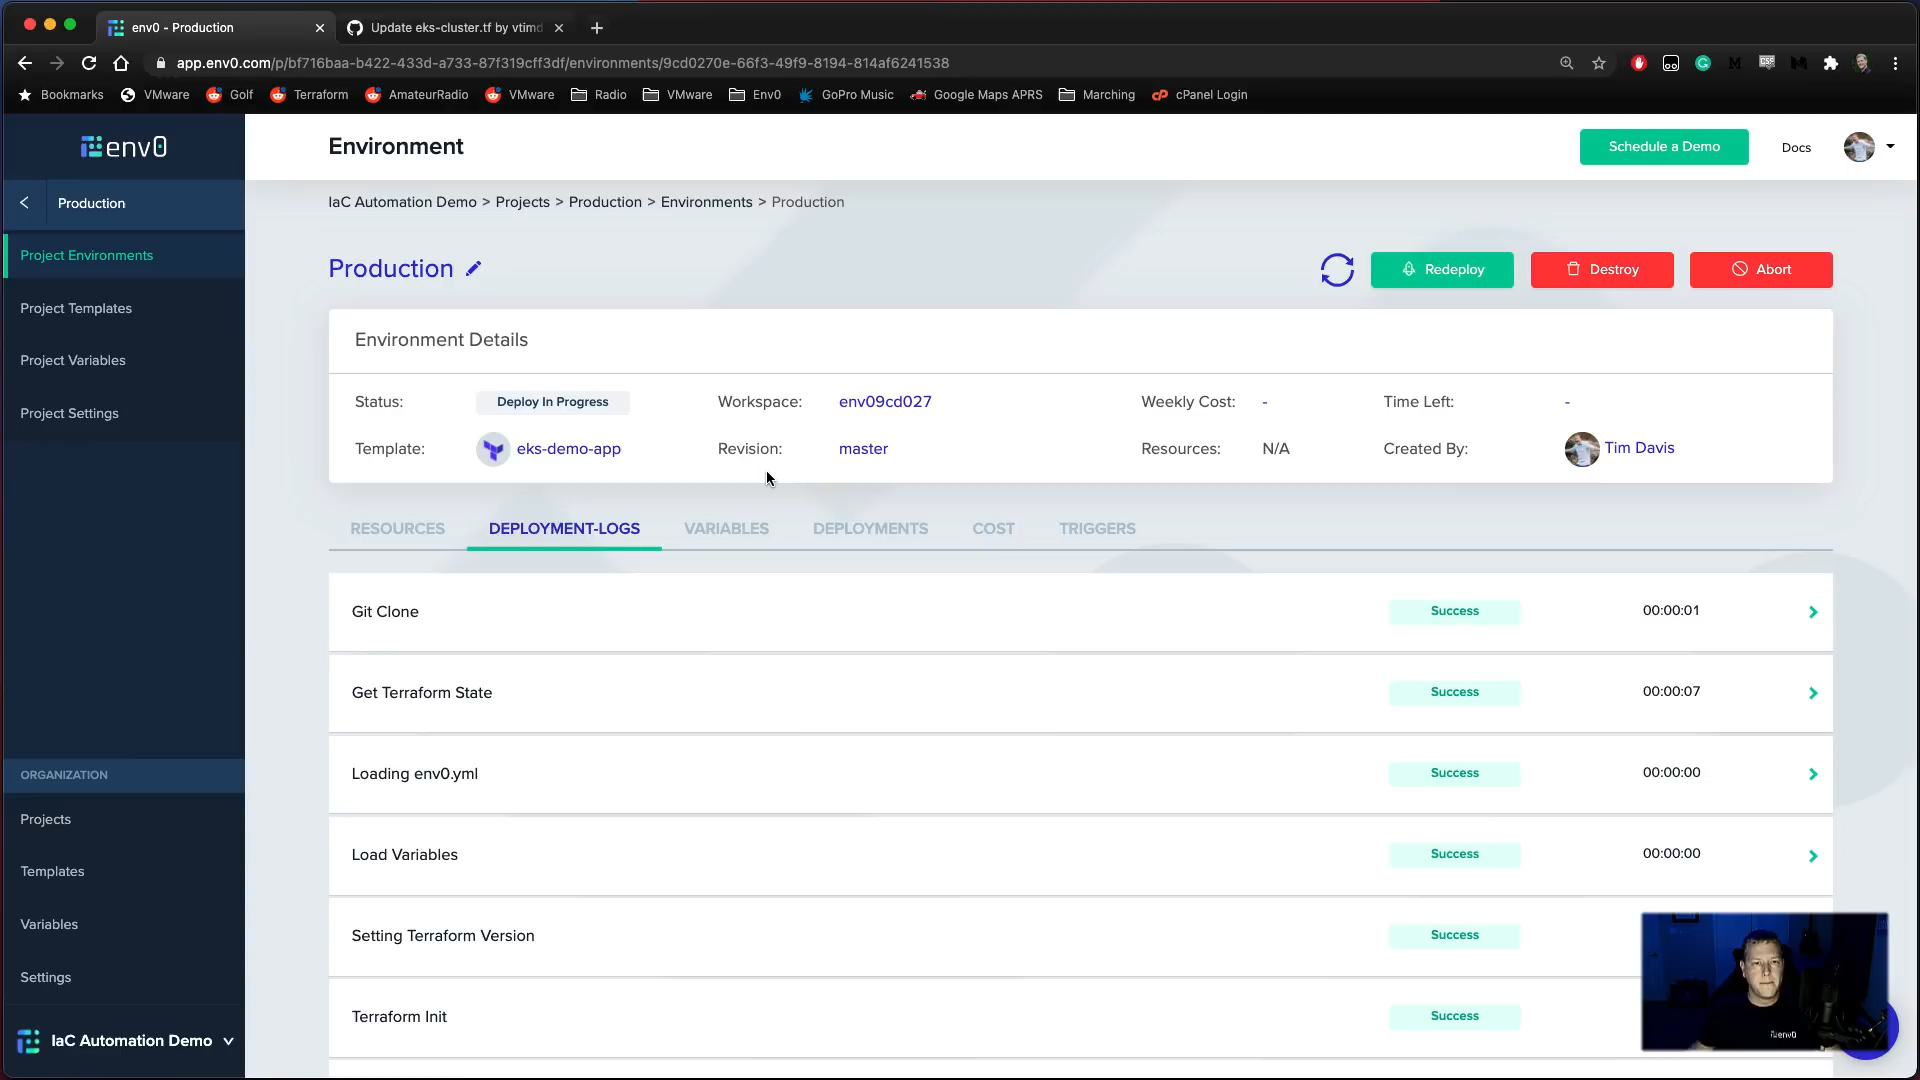 env0 - Production
Update eks-cluster.tf by vtimd
app.env0.com/p/bf716baa-b422-433d-a733-87f319cff3df/environments/9cd0270e-66f3-49f9-8194-814af6241538
Bookmarks VMware Golf Terraform AmateurRadio VMware Radio VMware Env0 GoPro Music Google Maps APRS Marching cPanel Login
env0
Environment
Schedule a Demo
Docs
Production
IaC Automation Demo > Projects > Production > Environments > Production
Project Environments
Project Templates
Project Variables
Project Settings
Production
Redeploy
Destroy
Abort
Environment Details
Status: Deploy In Progress Workspace: env09cd027 Weekly Cost: - Time Left: -
Template: eks-demo-app Revision: master Resources: N/A Created By: Tim Davis
RESOURCES DEPLOYMENT-LOGS VARIABLES DEPLOYMENTS COST TRIGGERS
Git Clone Success 00:00:01
Get Terraform State Success 00:00:07
Loading env0.yml Success 00:00:00
Load Variables Success 00:00:00
Setting Terraform Version Success
Terraform Init Success
ORGANIZATION
Projects
Templates
Variables
Settings
IaC Automation Demo
env0